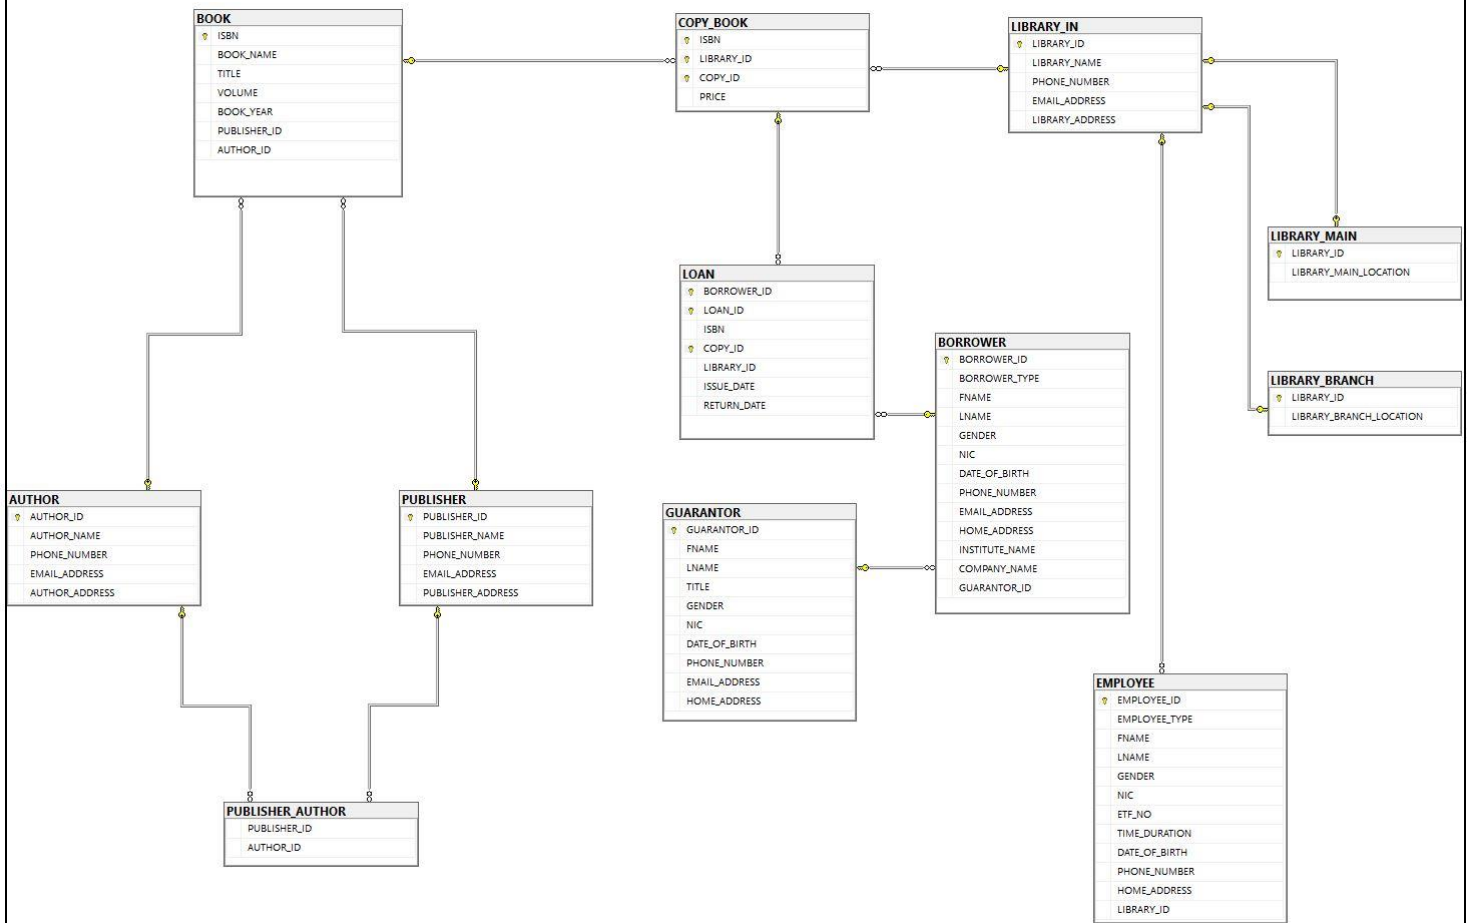 BOOK
ISBN
BOOK_NAME
TITLE
VOLUME
BOOK_YEAR
PUBLISHER_ID
AUTHOR_ID
COPY_BOOK
ISBN
LIBRARY_ID
COPY_ID
PRICE
LIBRARY_IN
LIBRARY_ID
LIBRARY_NAME
PHONE_NUMBER
EMAIL_ADDRESS
LIBRARY_ADDRESS
LIBRARY_MAIN
LIBRARY_ID
LIBRARY_MAIN_LOCATION
LOAN
BORROWER_ID
LOAN_ID
ISBN
COPY_ID
LIBRARY_ID
ISSUE_DATE
RETURN_DATE
BORROWER
BORROWER_ID
BORROWER_TYPE
FNAME
LNAME
GENDER
NIC
DATE_OF_BIRTH
PHONE_NUMBER
EMAIL_ADDRESS
HOME_ADDRESS
INSTITUTE_NAME
COMPANY_NAME
GUARANTOR_ID
LIBRARY_BRANCH
LIBRARY_ID
LIBRARY_BRANCH_LOCATION
AUTHOR
AUTHOR_ID
AUTHOR_NAME
PHONE_NUMBER
EMAIL_ADDRESS
AUTHOR_ADDRESS
PUBLISHER
PUBLISHER_ID
PUBLISHER_NAME
PHONE_NUMBER
EMAIL_ADDRESS
PUBLISHER_ADDRESS
GUARANTOR
GUARANTOR_ID
FNAME
LNAME
TITLE
GENDER
NIC
DATE_OF_BIRTH
PHONE_NUMBER
EMAIL_ADDRESS
HOME_ADDRESS
EMPLOYEE
EMPLOYEE_ID
EMPLOYEE_TYPE
FNAME
LNAME
GENDER
NIC
ETF_NO
TIME_DURATION
DATE_OF_BIRTH
PHONE_NUMBER
HOME_ADDRESS
LIBRARY_ID
PUBLISHER_AUTHOR
PUBLISHER_ID
AUTHOR_ID